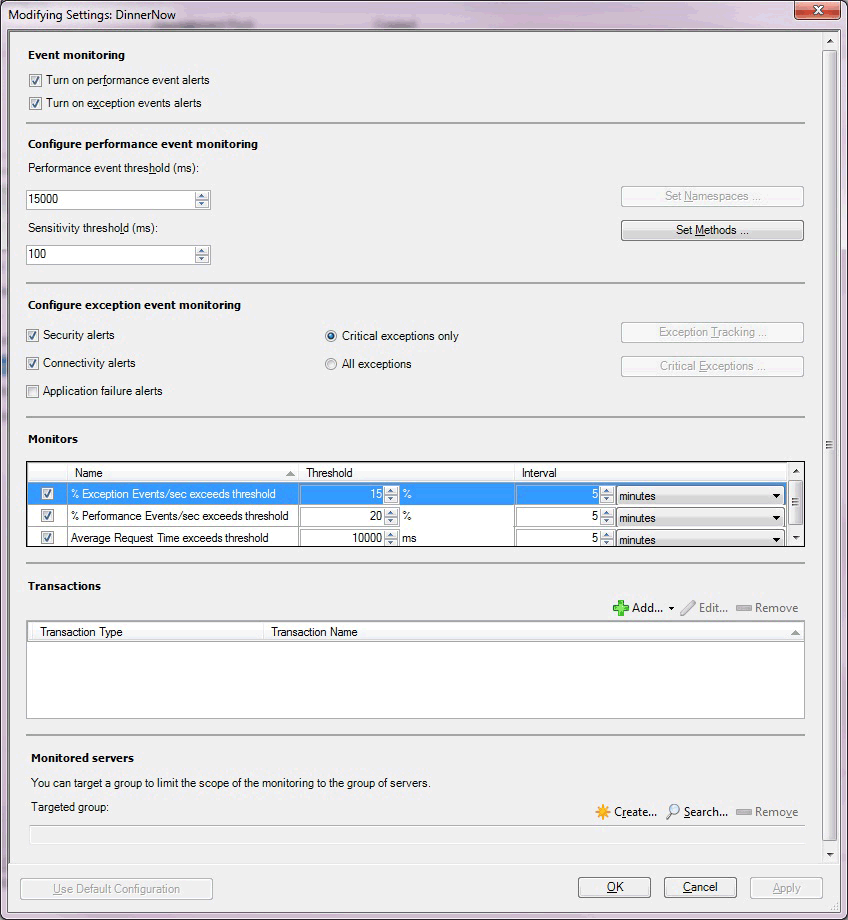 Modifying Settings: DinnerNow
Event monitoring
Turn on performance event alerts
Turn on exception events alerts
Configure performance event monitoring
Performance event threshold (ms):
15000
Set Namespaces ...
Sensitivity threshold (ms):
Set Methods ...
100
Configure exception event monitoring
Security alerts
Critical exceptions only
Exception Tracking ...
Connectivity alerts
All exceptions
Critical Exceptions ...
Application failure alerts
Monitors
Name Threshold Interval
% Exception Events/sec exceeds threshold 15 % 5 minutes
% Performance Events/sec exceeds threshold 20 % 5 minutes
Average Request Time exceeds threshold 10000 ms 5 minutes
Transactions
Add... Edit... Remove
Transaction Type Transaction Name
Monitored servers
You can target a group to limit the scope of the monitoring to the group of servers.
Targeted group:
Create... Search... Remove
Use Default Configuration
OK Cancel Apply